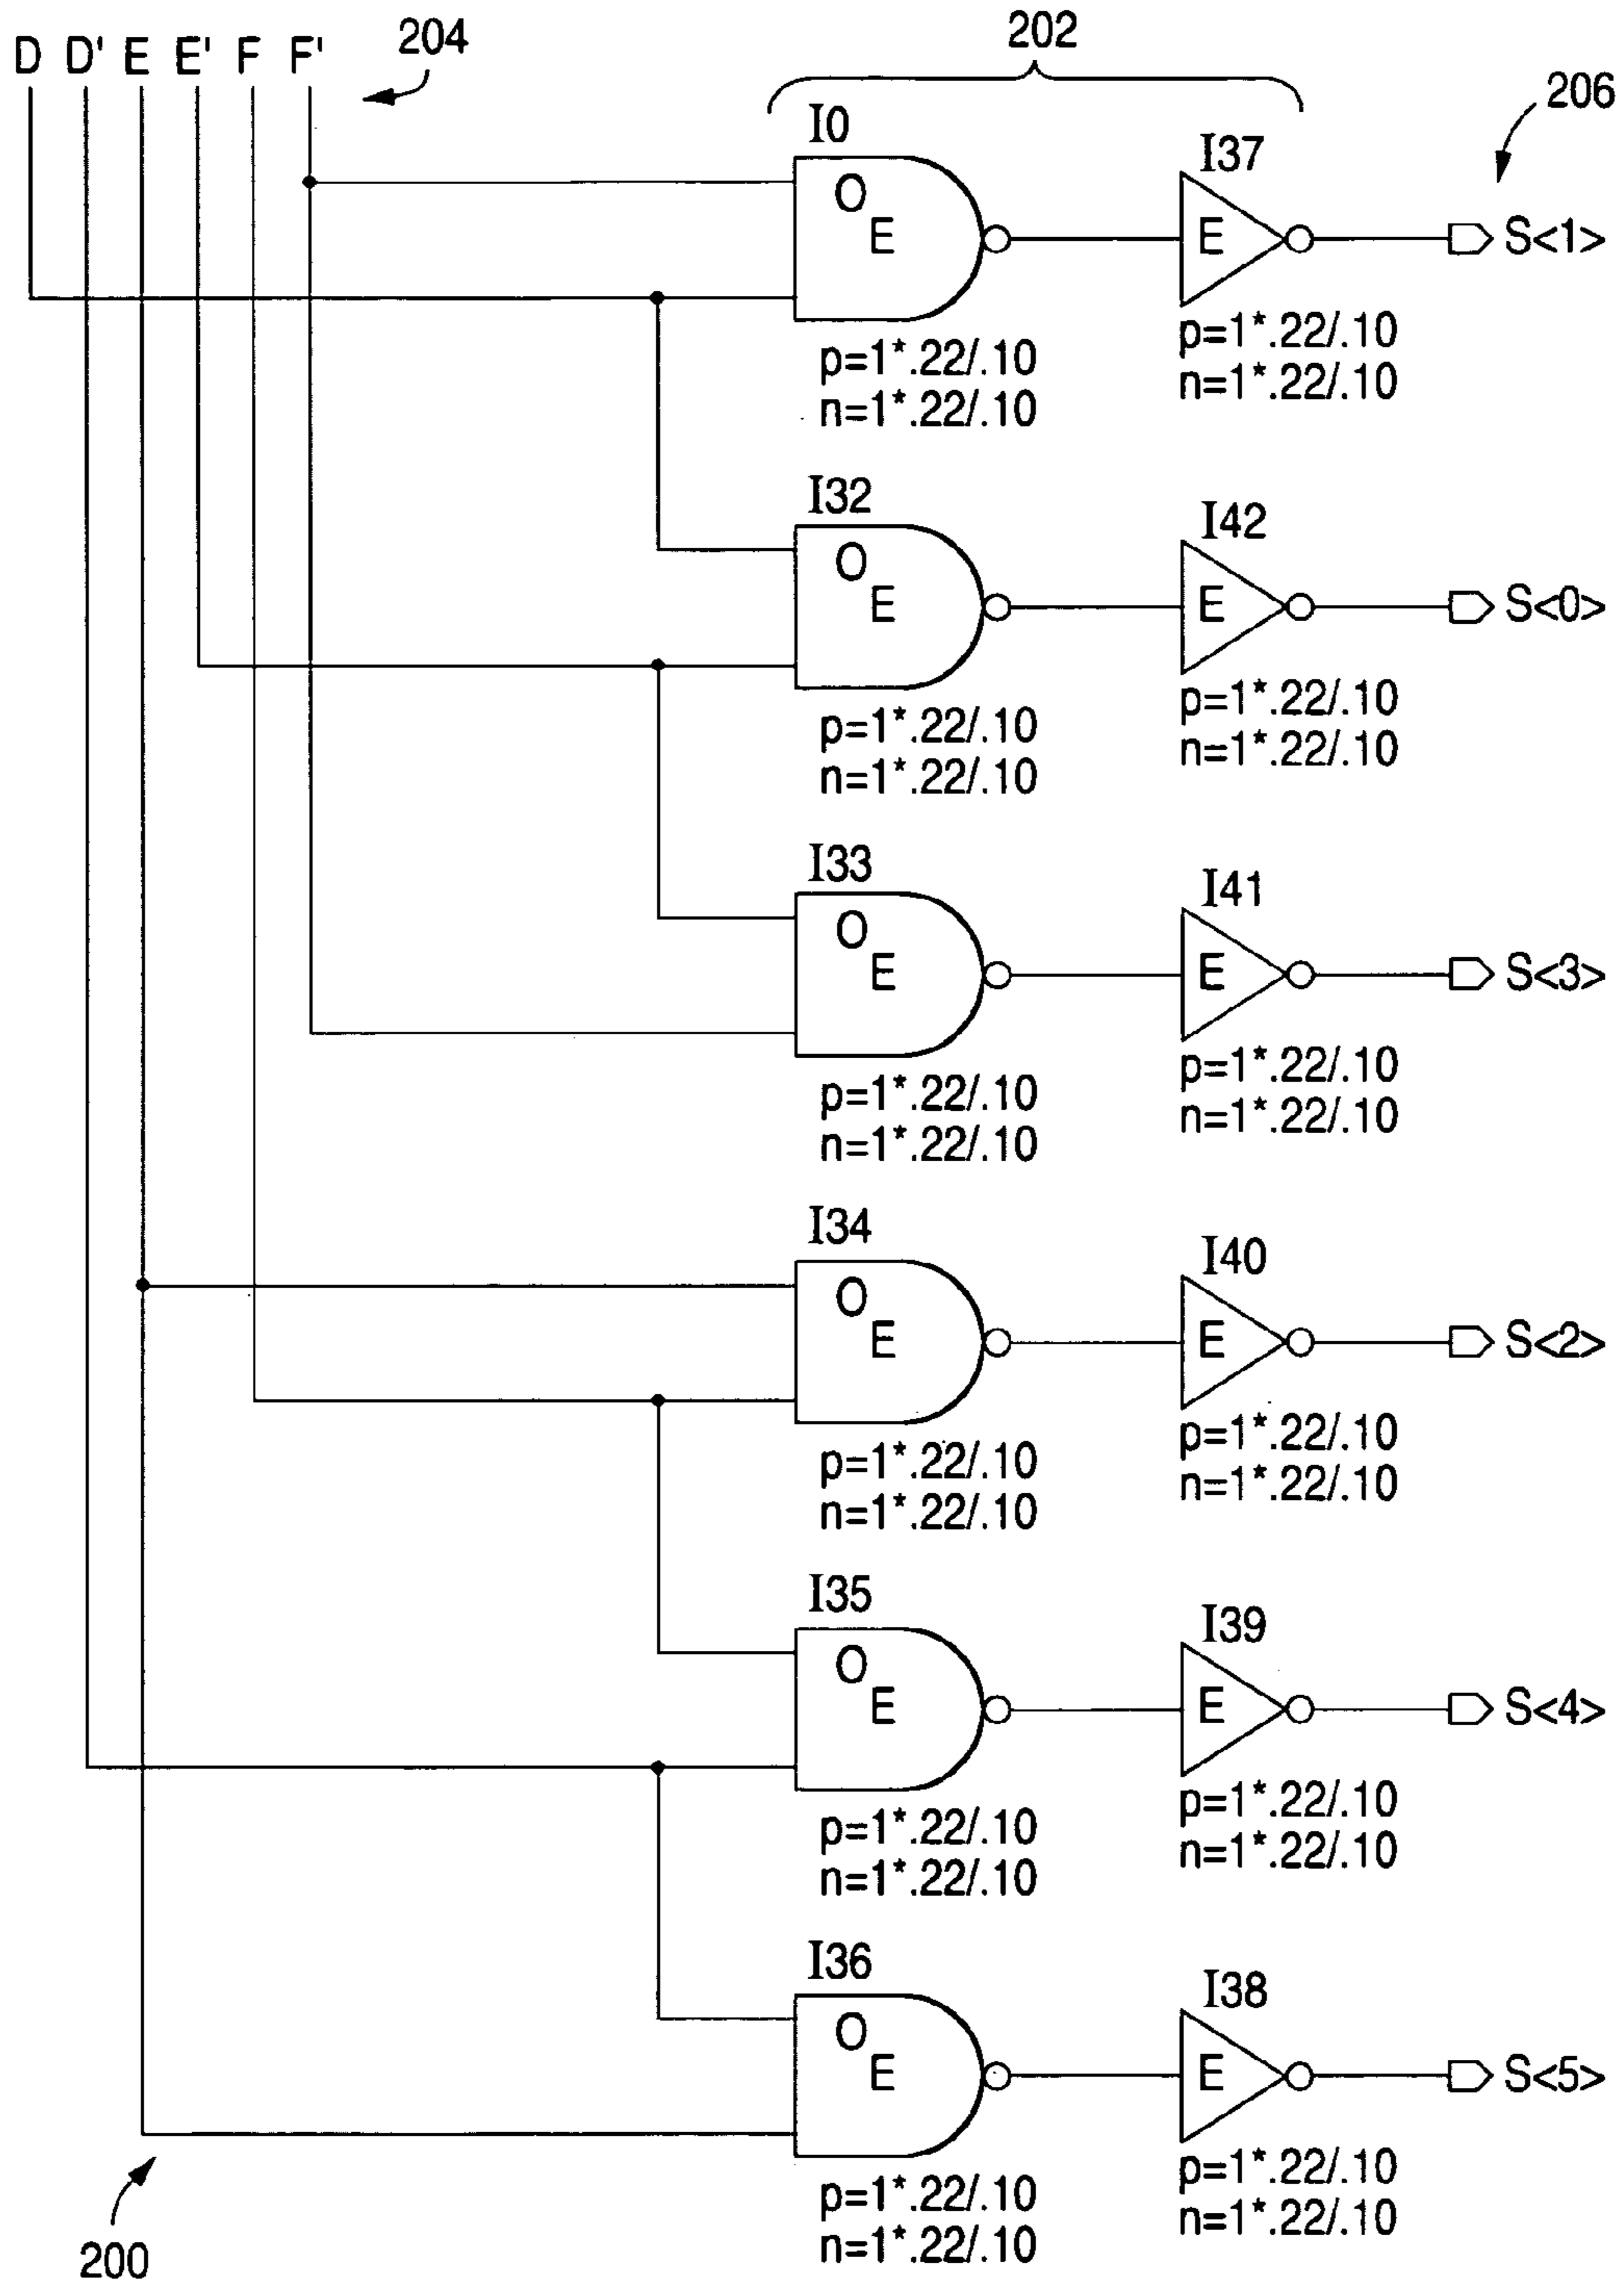 D D' E E' F F'
204
202
206
I0
I37
O
E
E
S<1>
p=1*.22/.10
n=1*.22/.10
p=1*.22/.10
n=1*.22/.10
I32
I42
O
E
E
S<0>
p=1*.22/.10
n=1*.22/.10
p=1*.22/.10
n=1*.22/.10
I33
I41
O
E
E
S<3>
p=1*.22/.10
n=1*.22/.10
p=1*.22/.10
n=1*.22/.10
I34
I40
O
E
E
S<2>
p=1*.22/.10
n=1*.22/.10
p=1*.22/.10
n=1*.22/.10
I35
I39
O
E
E
S<4>
p=1*.22/.10
n=1*.22/.10
p=1*.22/.10
n=1*.22/.10
I36
I38
O
E
E
S<5>
p=1*.22/.10
n=1*.22/.10
p=1*.22/.10
n=1*.22/.10
200